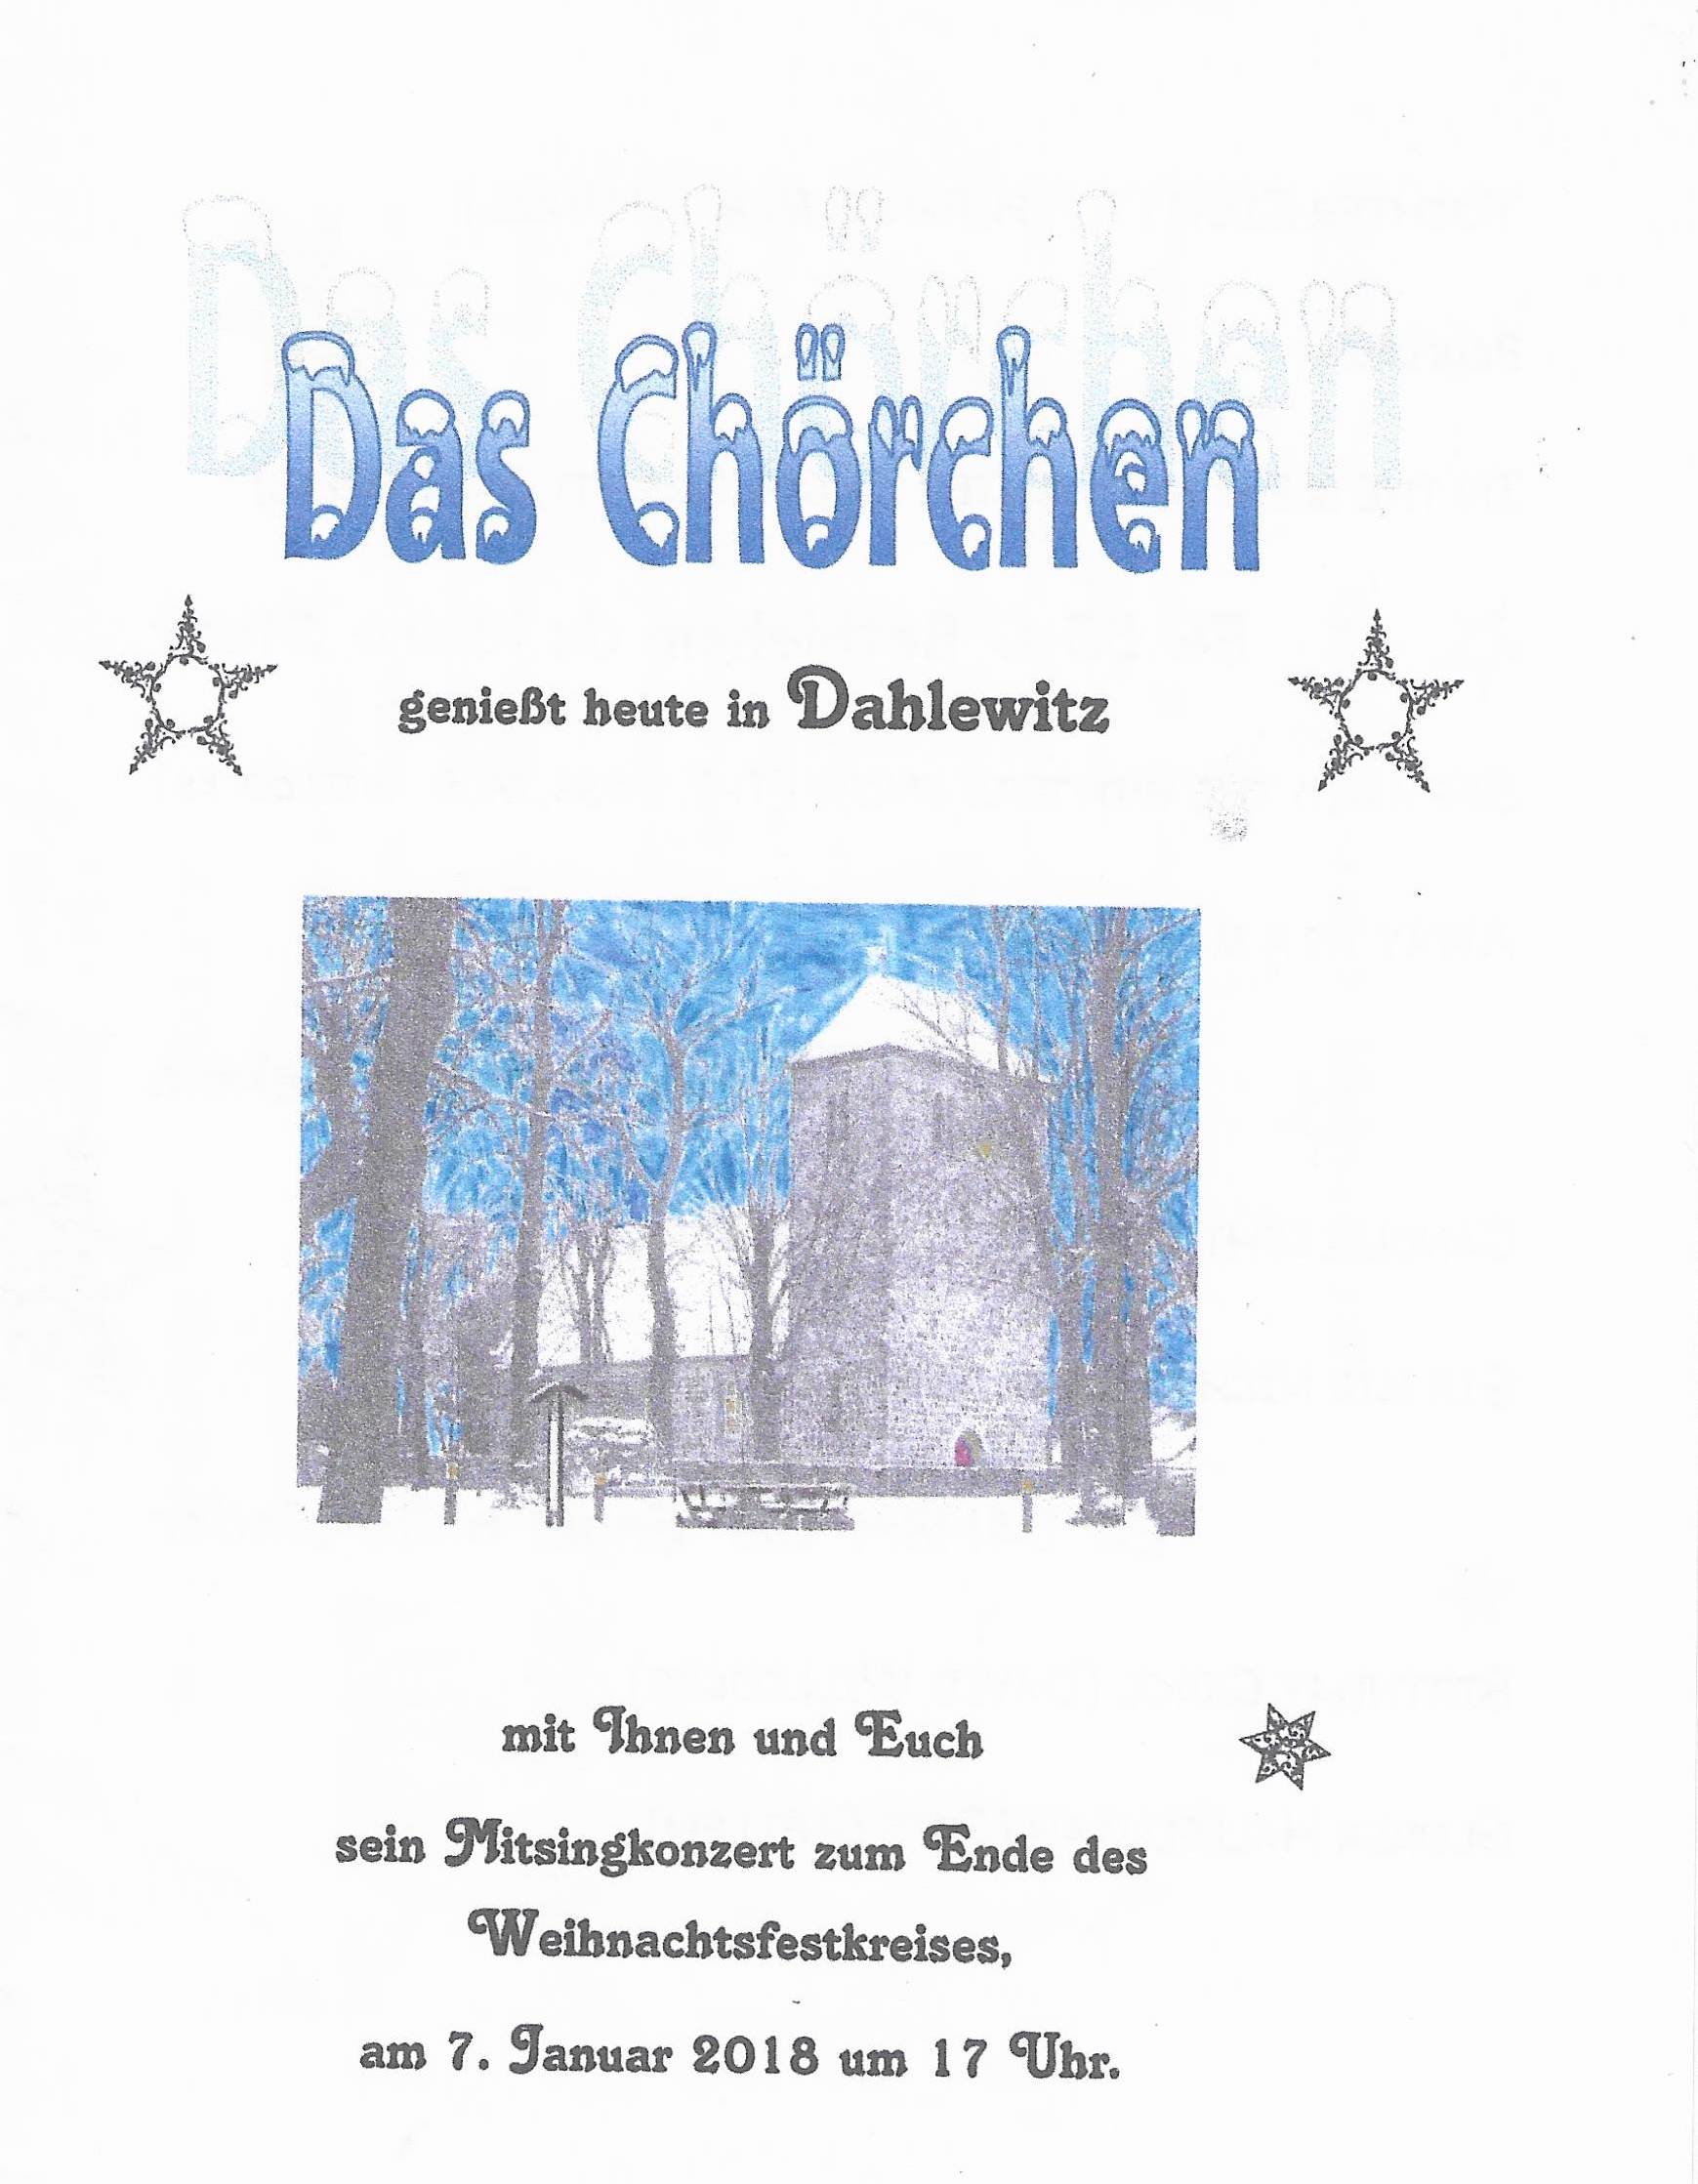 Das Chörchen
genießt heute in Dahlewitz
mit Ihnen und Euch
sein Mitsingkonzert zum Ende des
Weihnachtsfestkreises,
am 7. Januar 2018 um 17 Uhr.